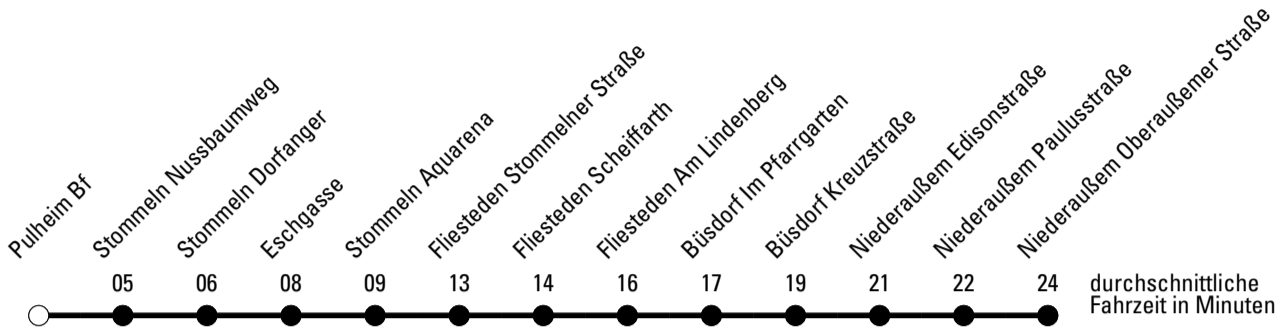 Pulheim Bf
Stommeln Nussbaumweg
Stommeln Dorfanger
Eschgasse
Stommeln Aquarena
Fliesteden Stommelner Straße
Fliesteden Scheiffarth
Fliesteden Am Lindenberg
Büsdorf Im Pfarrgarten
Büsdorf Kreuzstraße
Niederaußem Edisonstraße
Niederaußem Paulusstraße
Niederaußem Oberaußemer Straße
05 06 08 09 13 14 16 17 19 21 22 24
durchschnittliche
Fahrzeit in Minuten